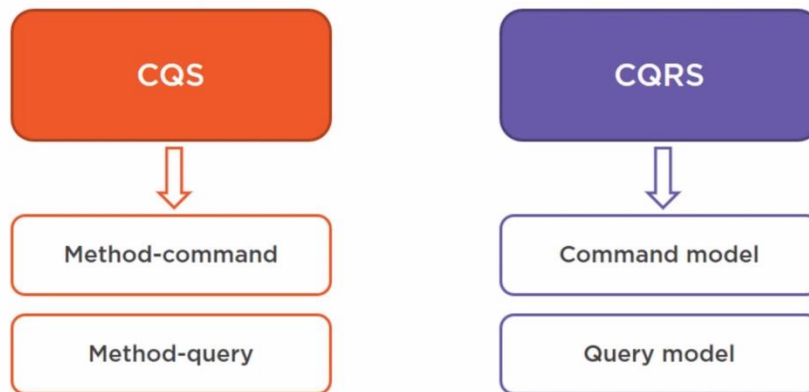 CQS
CQRS
Method-command
Command model
Method-query
Query model